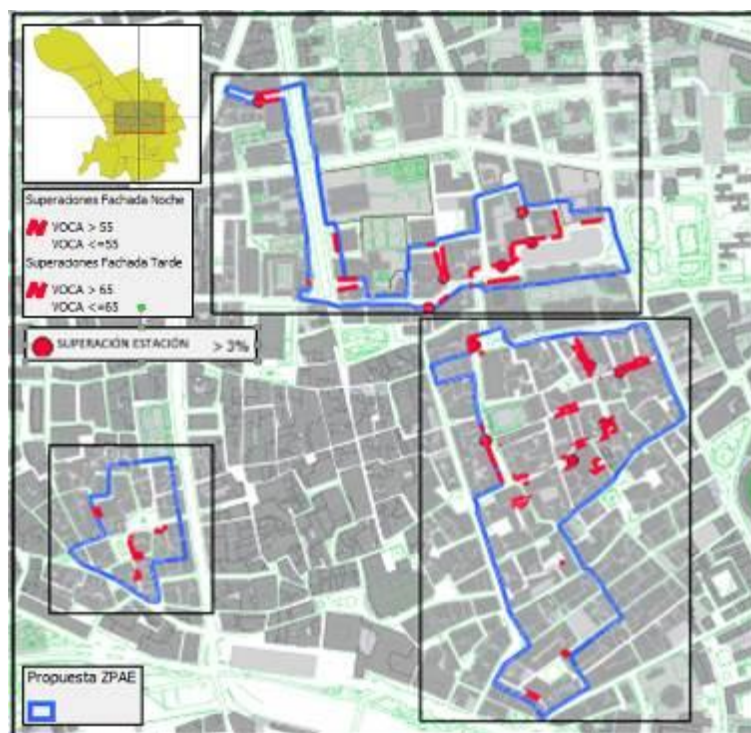 Superaciones Fachada Noche
VOCA > 55
VOCA <=55
Superaciones Fachada Tarde
VOCA > 65
VOCA <=65
SUPERACIÓN ESTACIÓN > 3%
Propuesta ZPAE